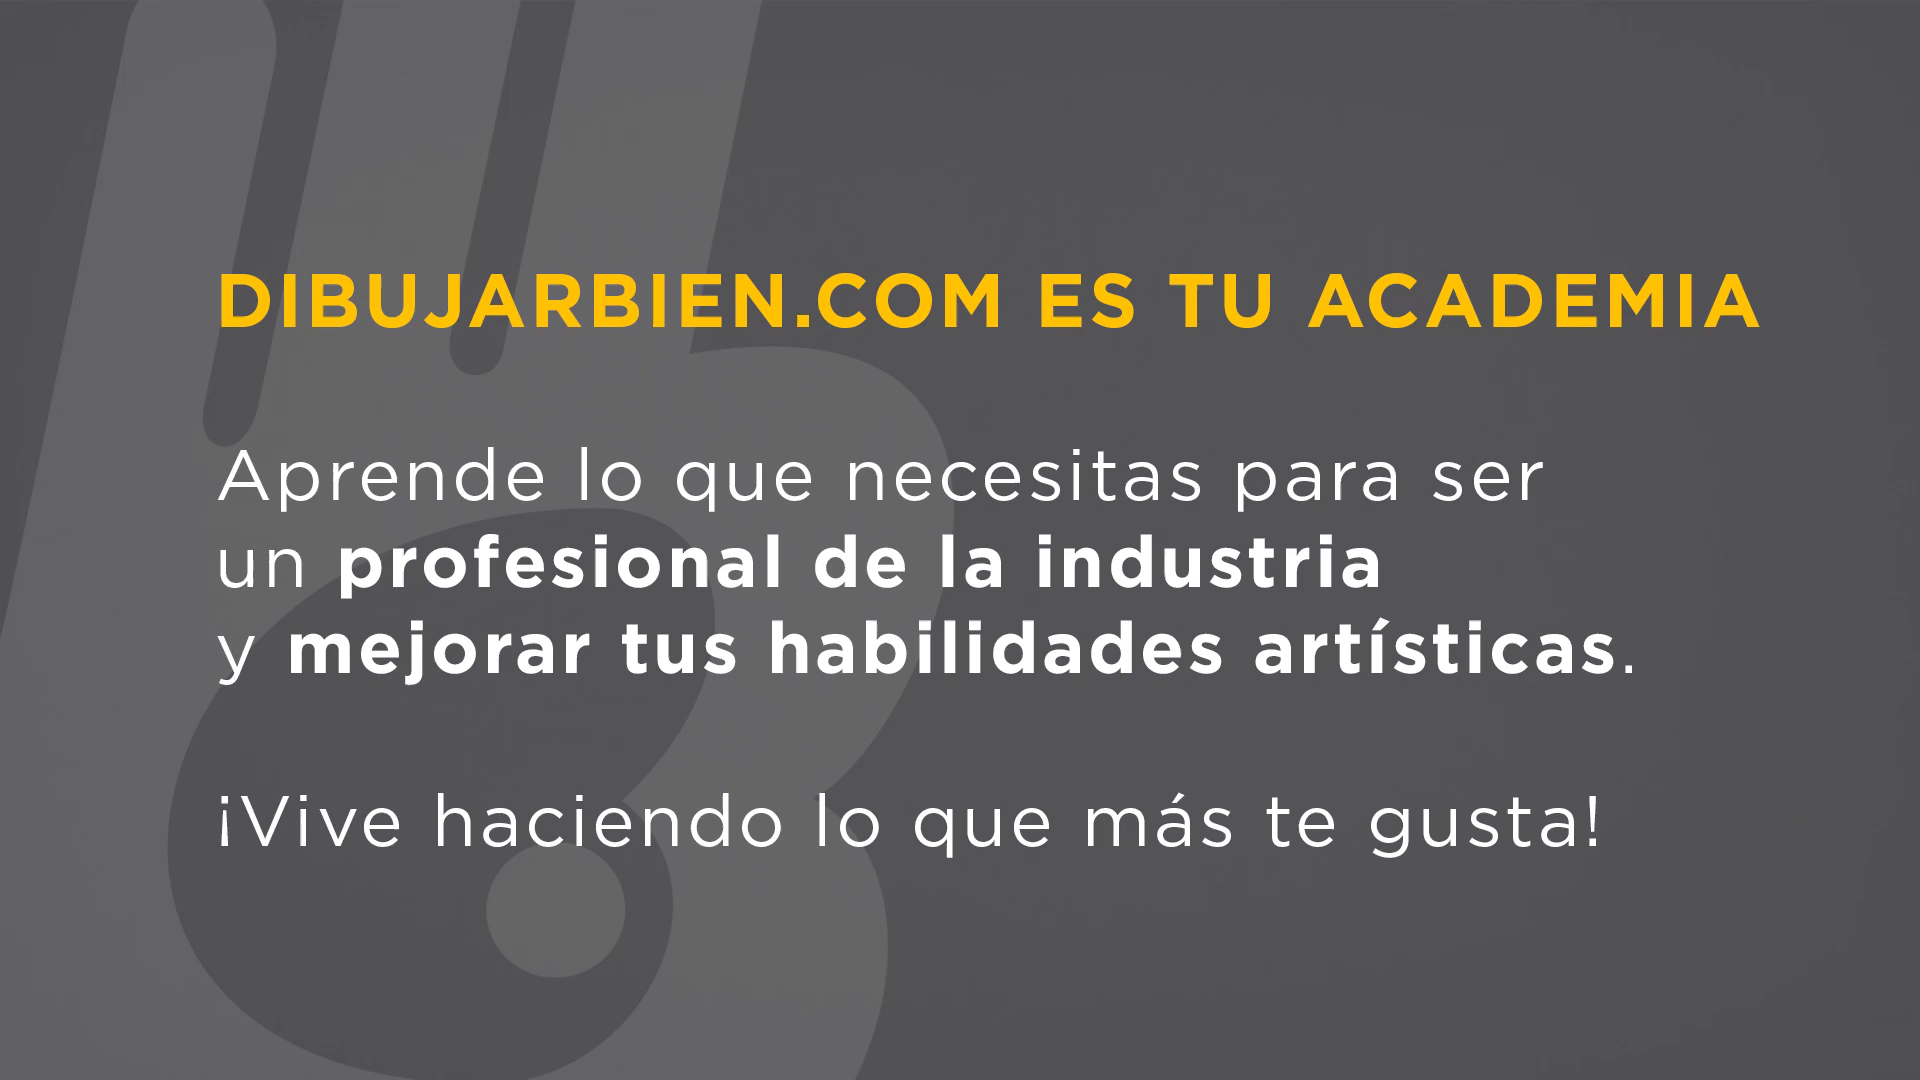 DIBUJARBIEN.COM ES TU ACADEMIA
Aprende lo que necesitas para ser
un profesional de la industria
y mejorar tus habilidades artísticas.
¡Vive haciendo lo que más te gusta!